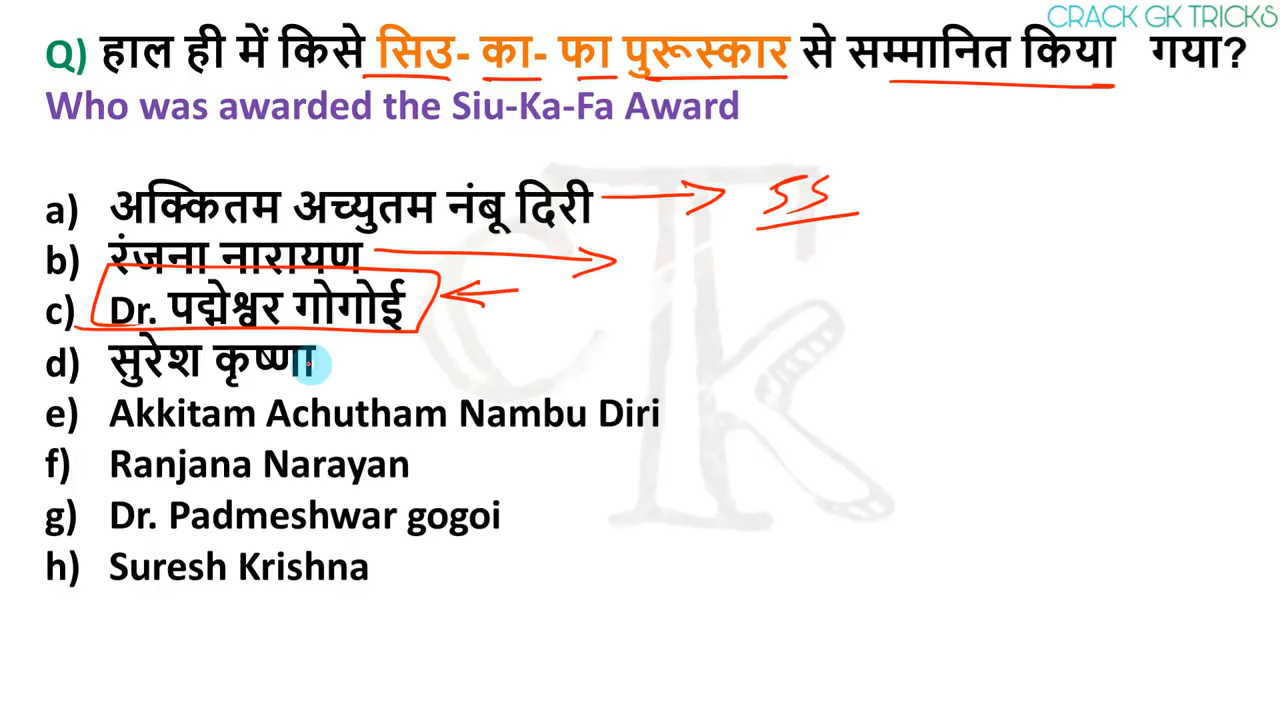 CRACK GK TRICKS
Q) हाल ही में किसे सिउ- का- फा पुरूस्कार से सम्मानित किया गया?
Who was awarded the Siu-Ka-Fa Award
a) अक्कितम अच्युतम नंबू दिरी → 55
b) रंजना नारायण
c) Dr. पद्मेश्वर गोगोई
d) सुरेश कृष्णा
e) Akkitam Achutham Nambu Diri
f) Ranjana Narayan
g) Dr. Padmeshwar gogoi
h) Suresh Krishna